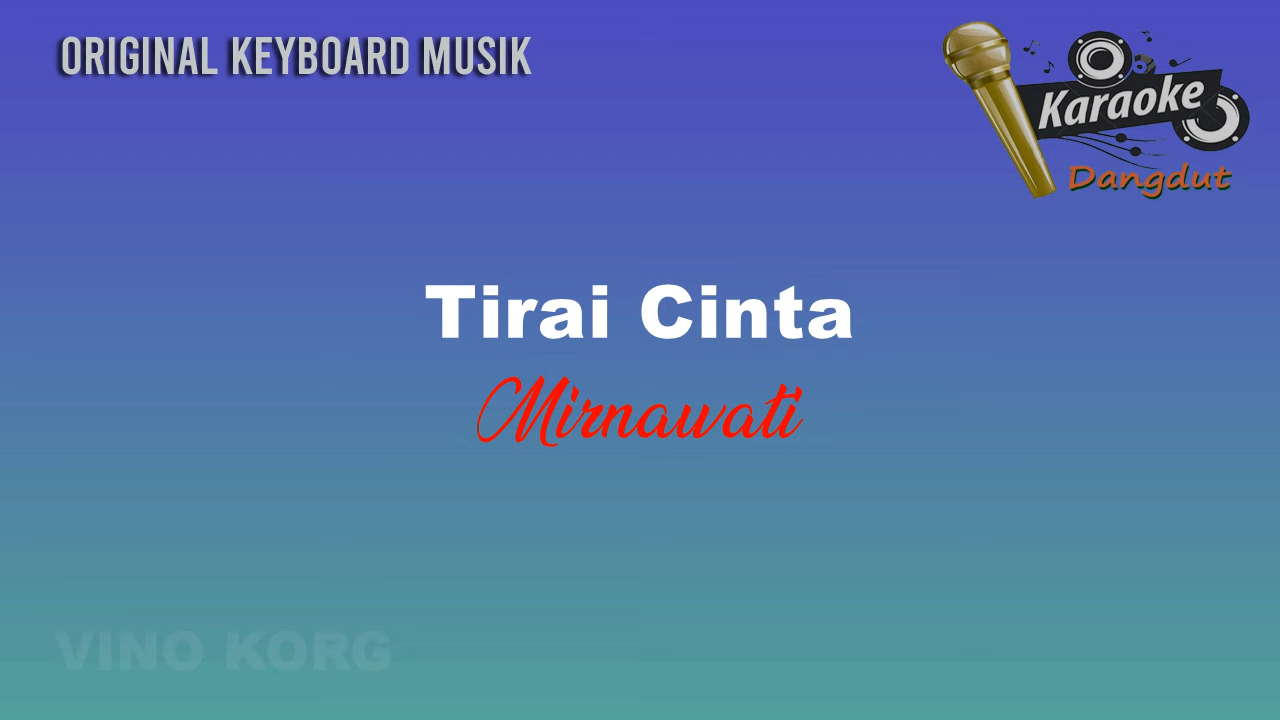 ORIGINAL KEYBOARD MUSIK
Karaoke
Dangdut
Tirai Cinta
Mirnawati
VINO KORG